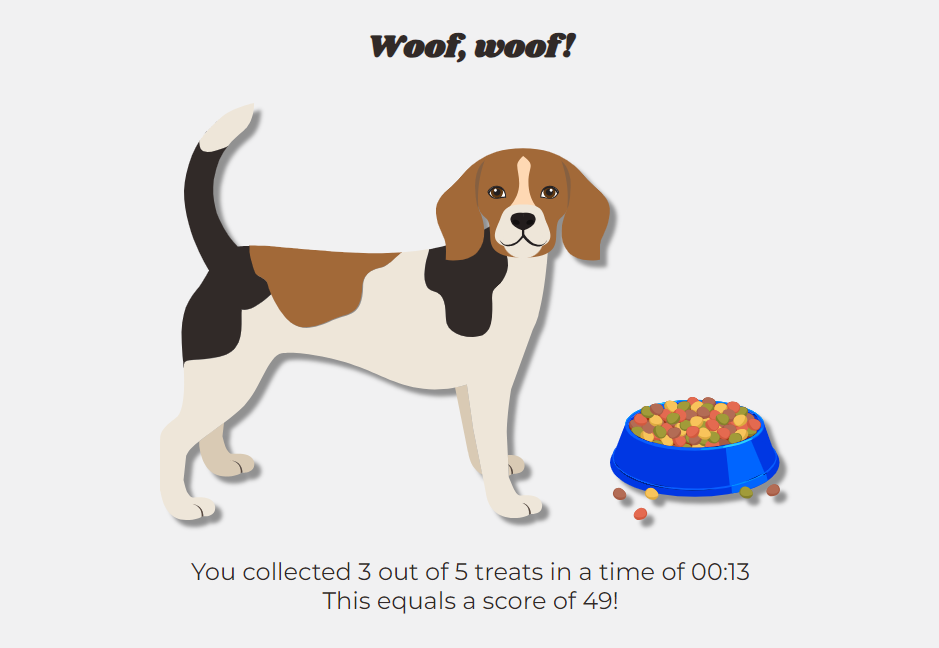 Woof, woof!
You collected 3 out of 5 treats in a time of 00:13
This equals a score of 49!